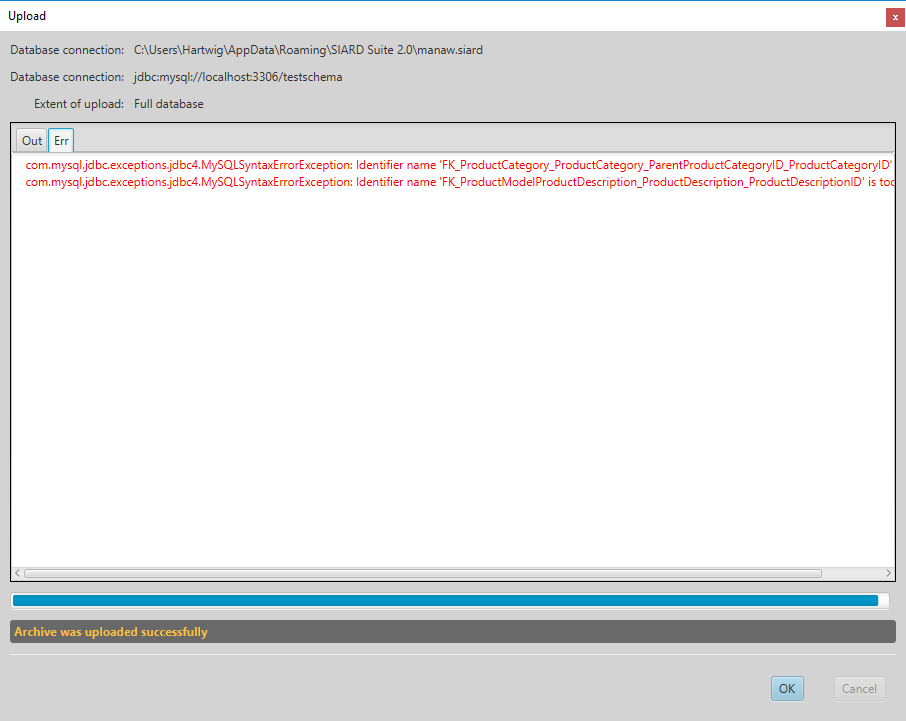 Upload
x
Database connection: C:\Users\Hartwig\AppData\Roaming\SIARD Suite 2.0\manaw.siard
Database connection: jdbc:mysql://localhost:3306/testschema
Extent of upload: Full database
Out Err
com.mysql.jdbc.exceptions.jdbc4.MySQLSyntaxErrorException: Identifier name 'FK_ProductCategory_ProductCategory_ParentProductCategoryID_ProductCategoryID'
com.mysql.jdbc.exceptions.jdbc4.MySQLSyntaxErrorException: Identifier name 'FK_ProductModelProductDescription_ProductDescription_ProductDescriptionID' is too
Archive was uploaded successfully
OK Cancel